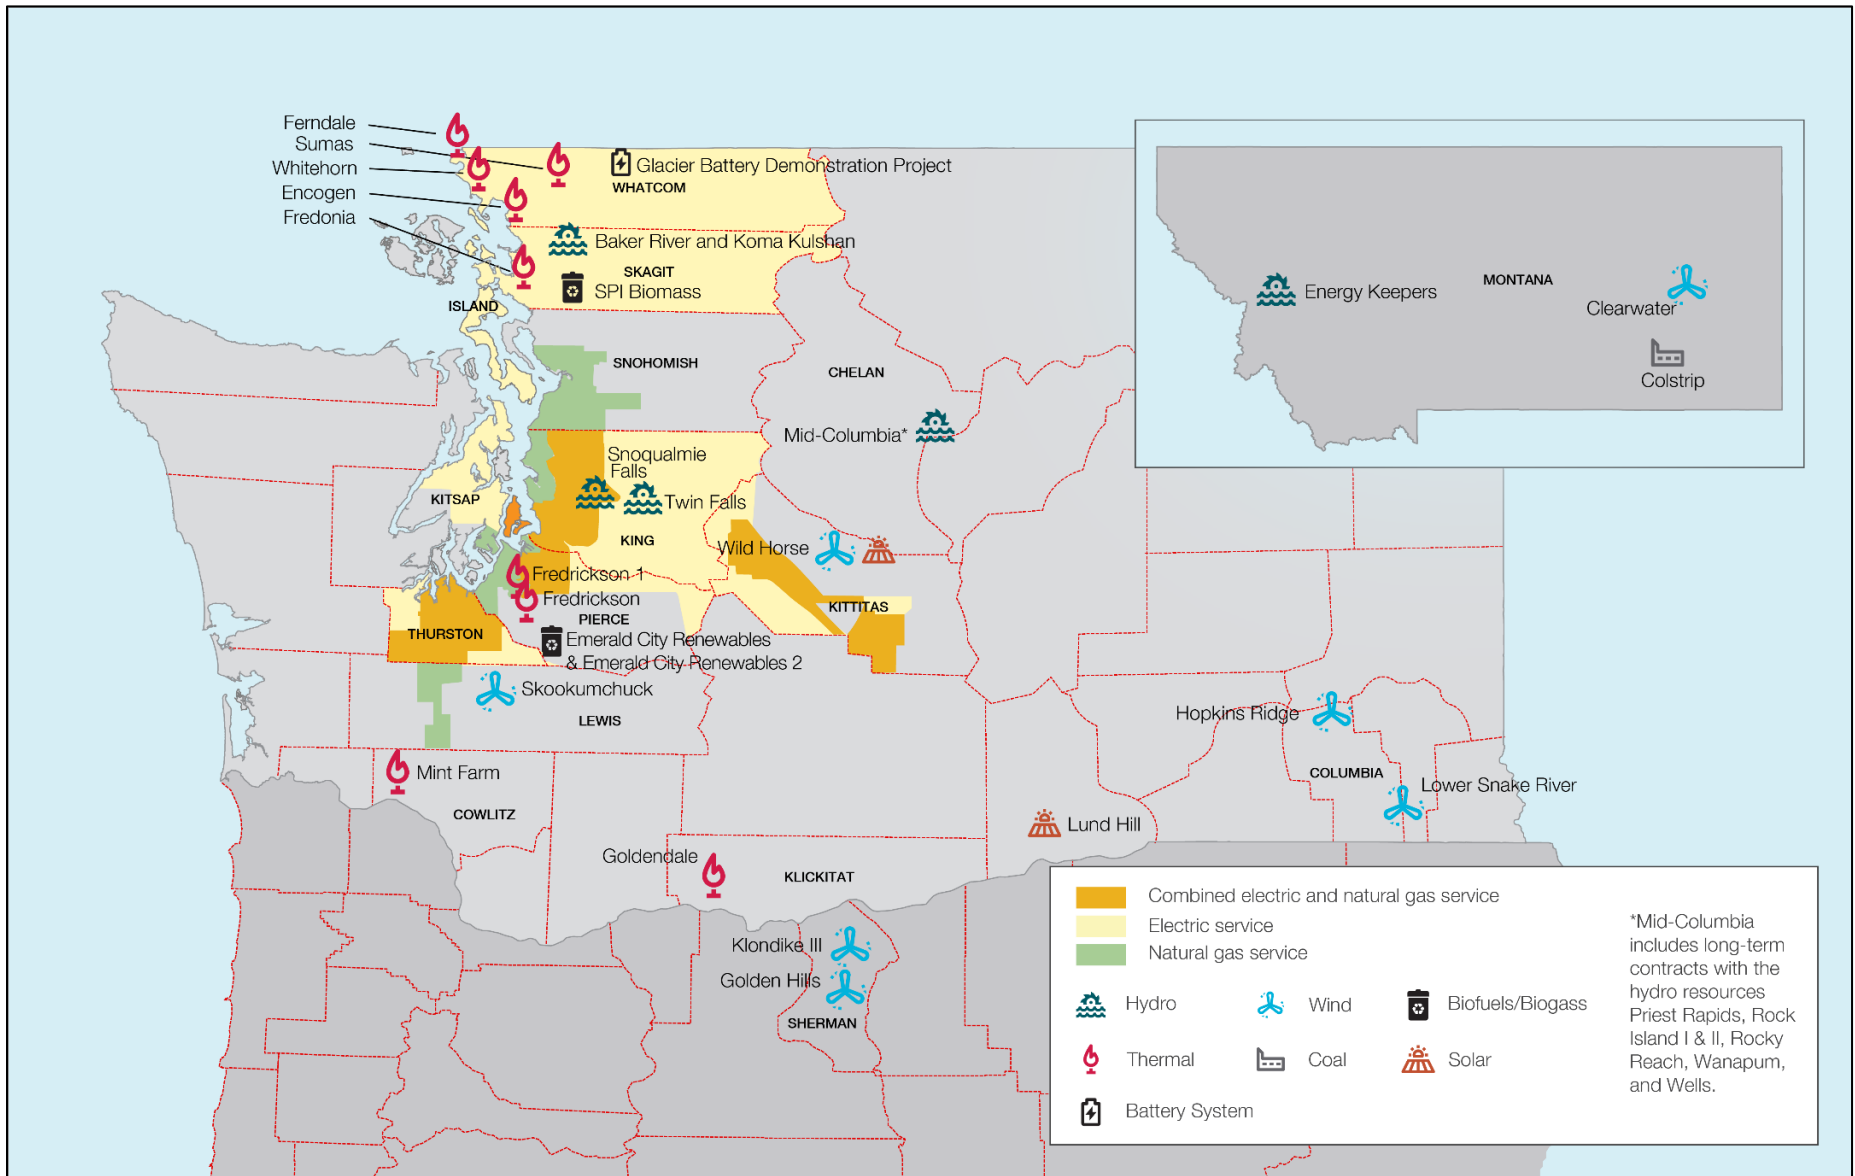 Ferndale
Sumas
Whitehorn
Encogen
Fredonia
Glacier Battery Demonstration Project
WHATCOM
Baker River and Koma Kulshan
SKAGIT
SPI Biomass
ISLAND
SNOHOMISH
CHELAN
Mid-Columbia*
Snoqualmie
Falls
Twin Falls
KITSAP
KING
Wild Horse
Fredrickson 1
Fredrickson
PIERCE
KITTITAS
THURSTON
Emerald City Renewables
& Emerald City Renewables 2
Skookumchuck
LEWIS
Mint Farm
COWLITZ
Goldendale
KLICKITAT
Lund Hill
Hopkins Ridge
COLUMBIA
Lower Snake River
Klondike III
Golden Hills
SHERMAN
MONTANA
Energy Keepers
Clearwater
Colstrip
Combined electric and natural gas service
Electric service
Natural gas service
Hydro
Wind
Biofuels/Biogass
Thermal
Coal
Solar
Battery System
*Mid-Columbia
includes long-term
contracts with the
hydro resources
Priest Rapids, Rock
Island I & II, Rocky
Reach, Wanapum,
and Wells.